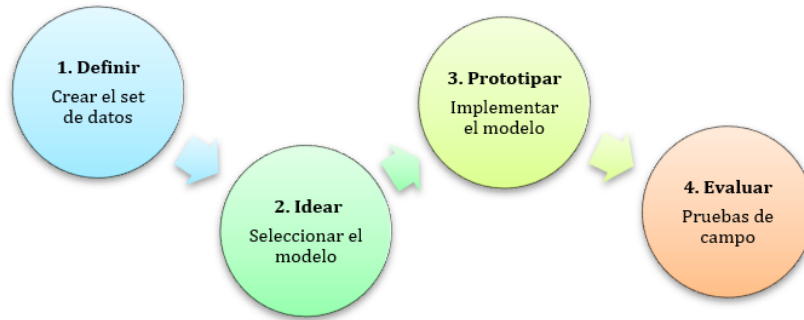 1. Definir
Crear el set
de datos
2. Idear
Seleccionar el
modelo
3. Prototipar
Implementar
el modelo
4. Evaluar
Pruebas de
campo